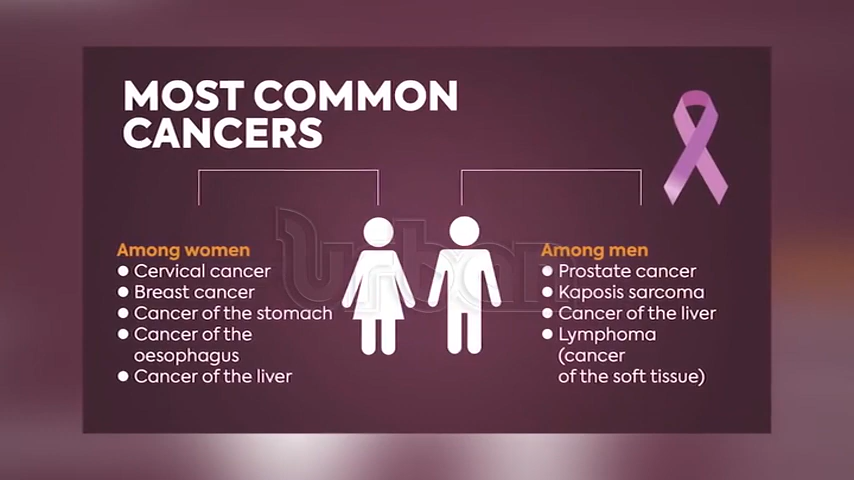 MOST COMMON
CANCERS
Among women
● Cervical cancer
● Breast cancer
● Cancer of the stomach
● Cancer of the
oesophagus
● Cancer of the liver
urban
Among men
● Prostate cancer
● Kaposis sarcoma
● Cancer of the liver
● Lymphoma
(cancer
of the soft tissue)